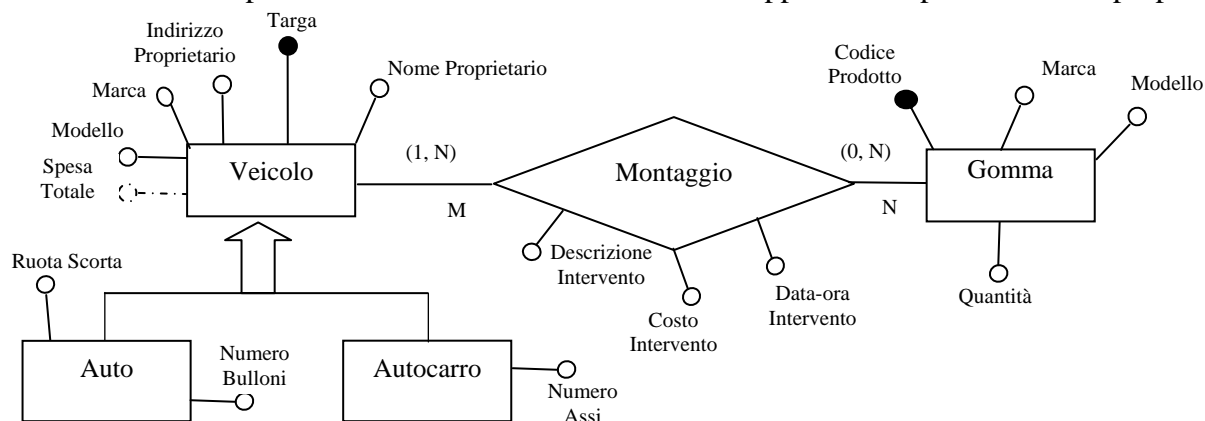 Indirizzo
Proprietario
Targa
Marca
Nome Proprietario
Modello
Spesa
Totale
Veicolo
(1, N)
M
Montaggio
(0, N)
N
Codice
Prodotto
Marca
Modello
Gomma
Quantità
Descrizione
Intervento
Costo
Intervento
Data-ora
Intervento
Ruota Scorta
Auto
Numero
Bulloni
Autocarro
Numero
Assi